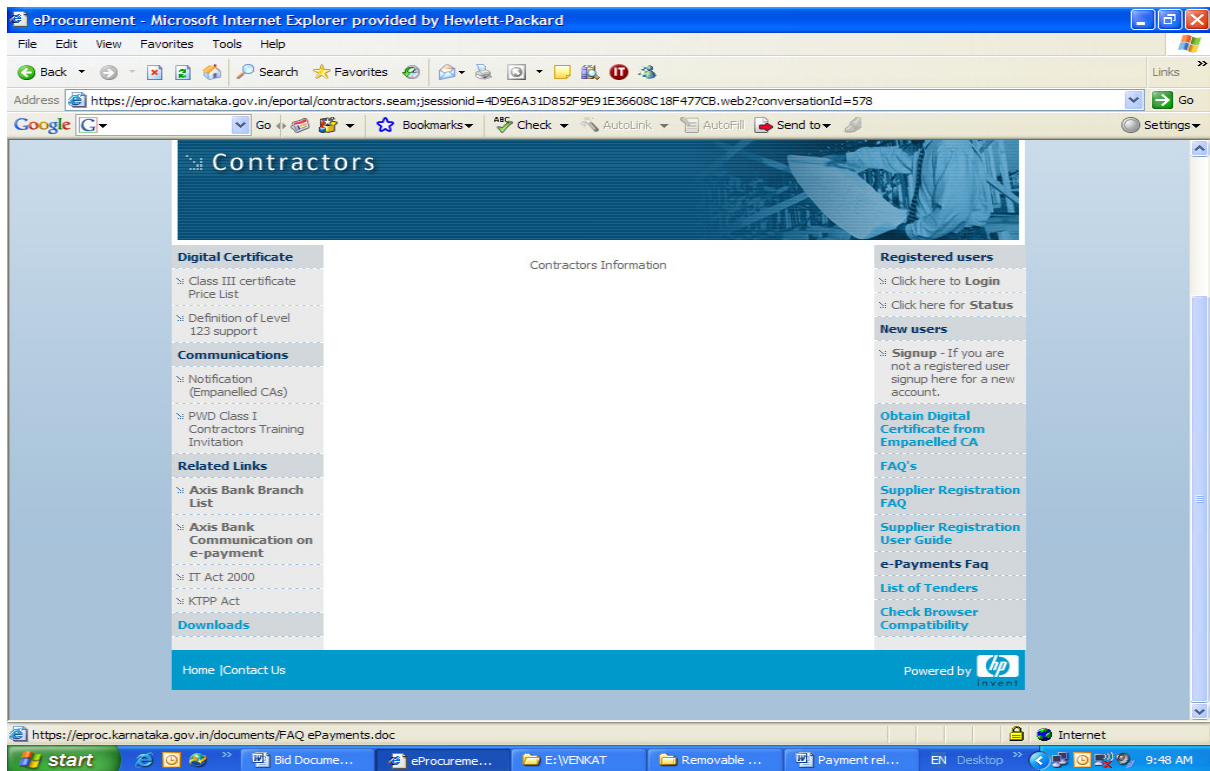 eProcurement - Microsoft Internet Explorer provided by Hewlett-Packard
File Edit View Favorites Tools Help
Back Search Favorites Links
Address https://eproc.karnataka.gov.in/eportal/contractors.seam;jsessionid=4D9E6A31D852F9E91E36608C18F477CB.web2?conversationId=578 Go
Google G Go Bookmarks ABC Check AutoLink AutoFill Send to Settings
Contractors
Digital Certificate
Class III certificate
Price List
Definition of Level
123 support
Communications
Notification
(Empanelled CAs)
PWD Class I
Contractors Training
Invitation
Related Links
Axis Bank Branch
List
Axis Bank
Communication on
e-payment
IT Act 2000
KTPP Act
Downloads
Contractors Information
Registered users
Click here to Login
Click here for Status
New users
Signup - If you are
not a registered user
signup here for a new
account.
Obtain Digital
Certificate from
Empanelled CA
FAQ's
Supplier Registration
FAQ
Supplier Registration
User Guide
e-Payments Faq
List of Tenders
Check Browser
Compatibility
Home |Contact Us
Powered by hp
invent
https://eproc.karnataka.gov.in/documents/FAQ ePayments.doc Internet
start Bid Docume... eProcureme... E:\VENKAT Removable ... Payment rel... EN Desktop 9:48 AM